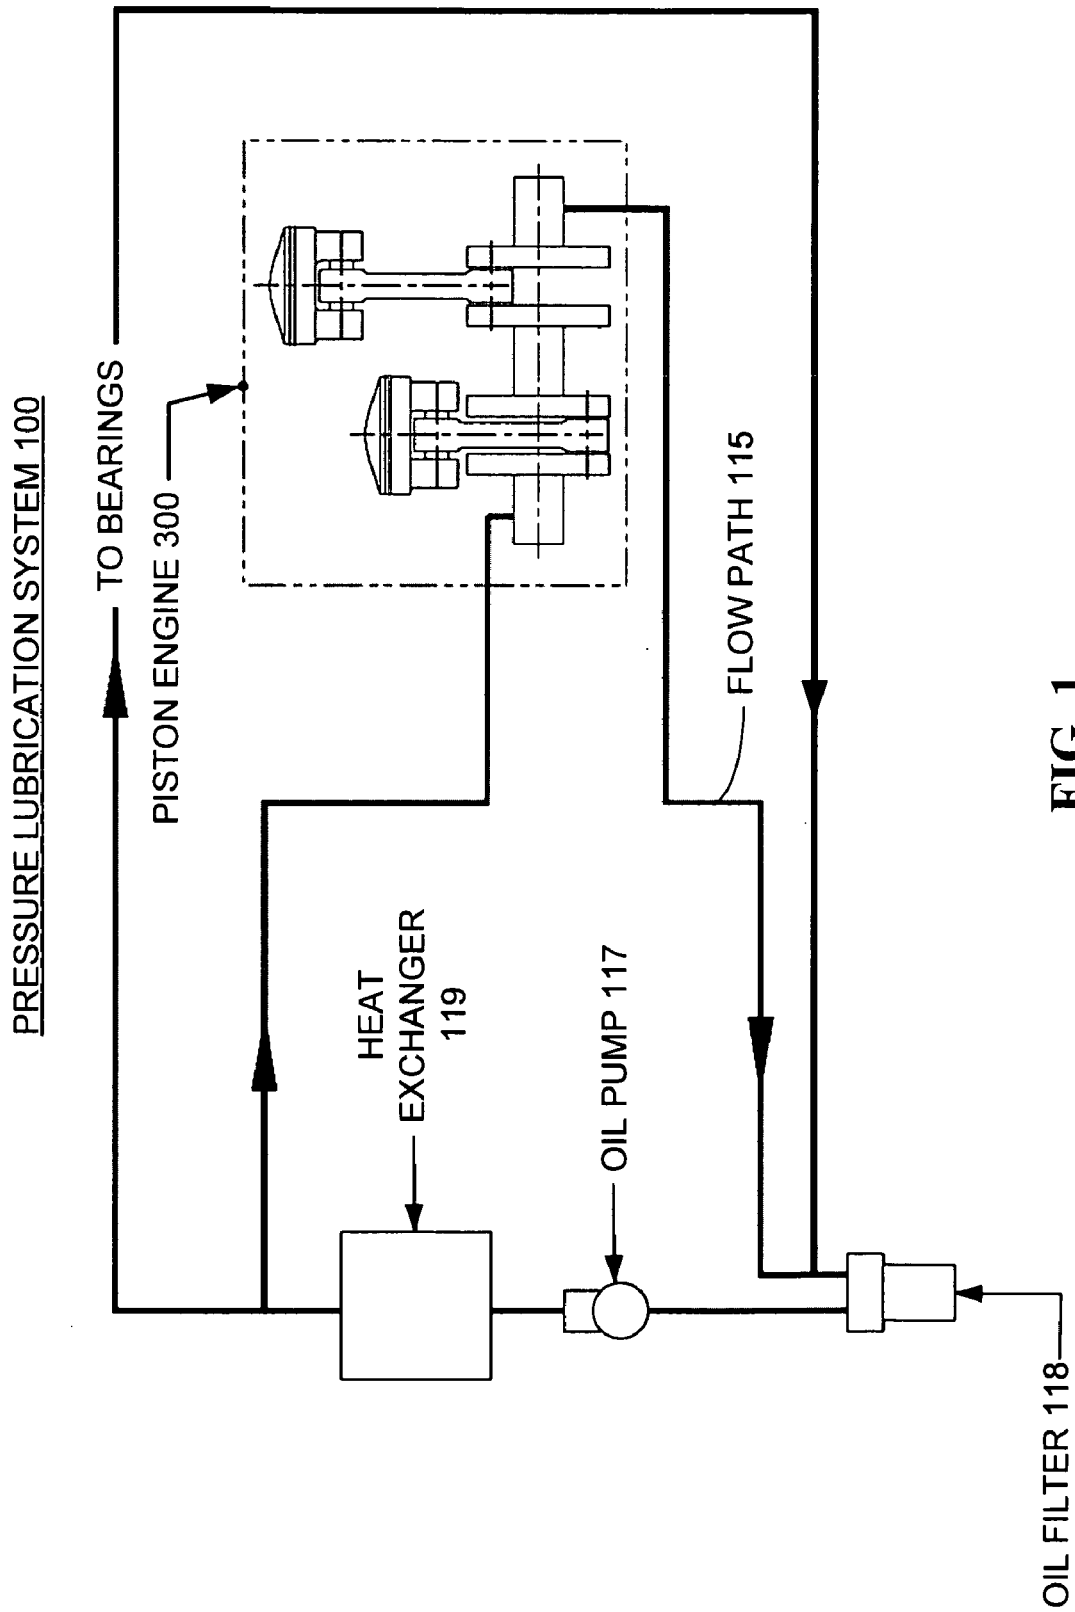 PRESSURE LUBRICATION SYSTEM 100
TO BEARINGS
PISTON ENGINE 300
HEAT
EXCHANGER
119
OIL PUMP 117
FLOW PATH 115
OIL FILTER 118
FIG. 1